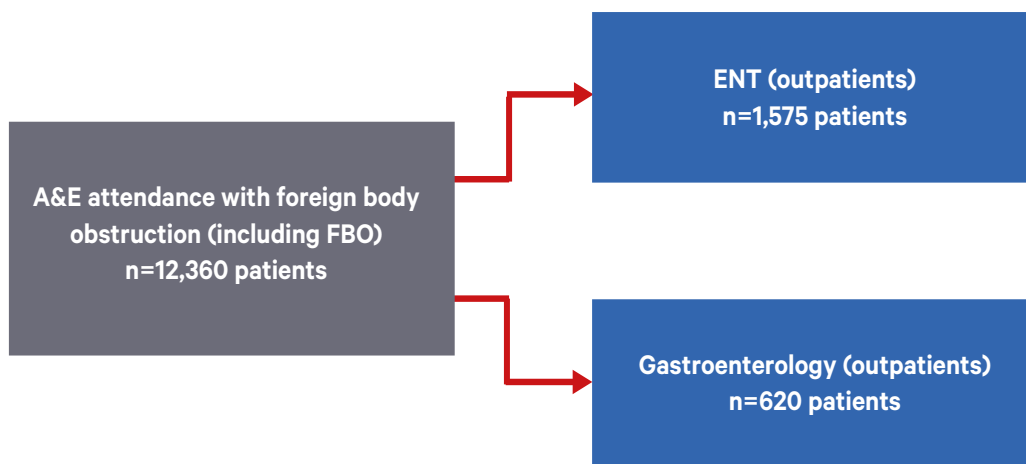 A&E attendance with foreign body
obstruction (including FBO)
n=12,360 patients
ENT (outpatients)
n=1,575 patients
Gastroenterology (outpatients)
n=620 patients